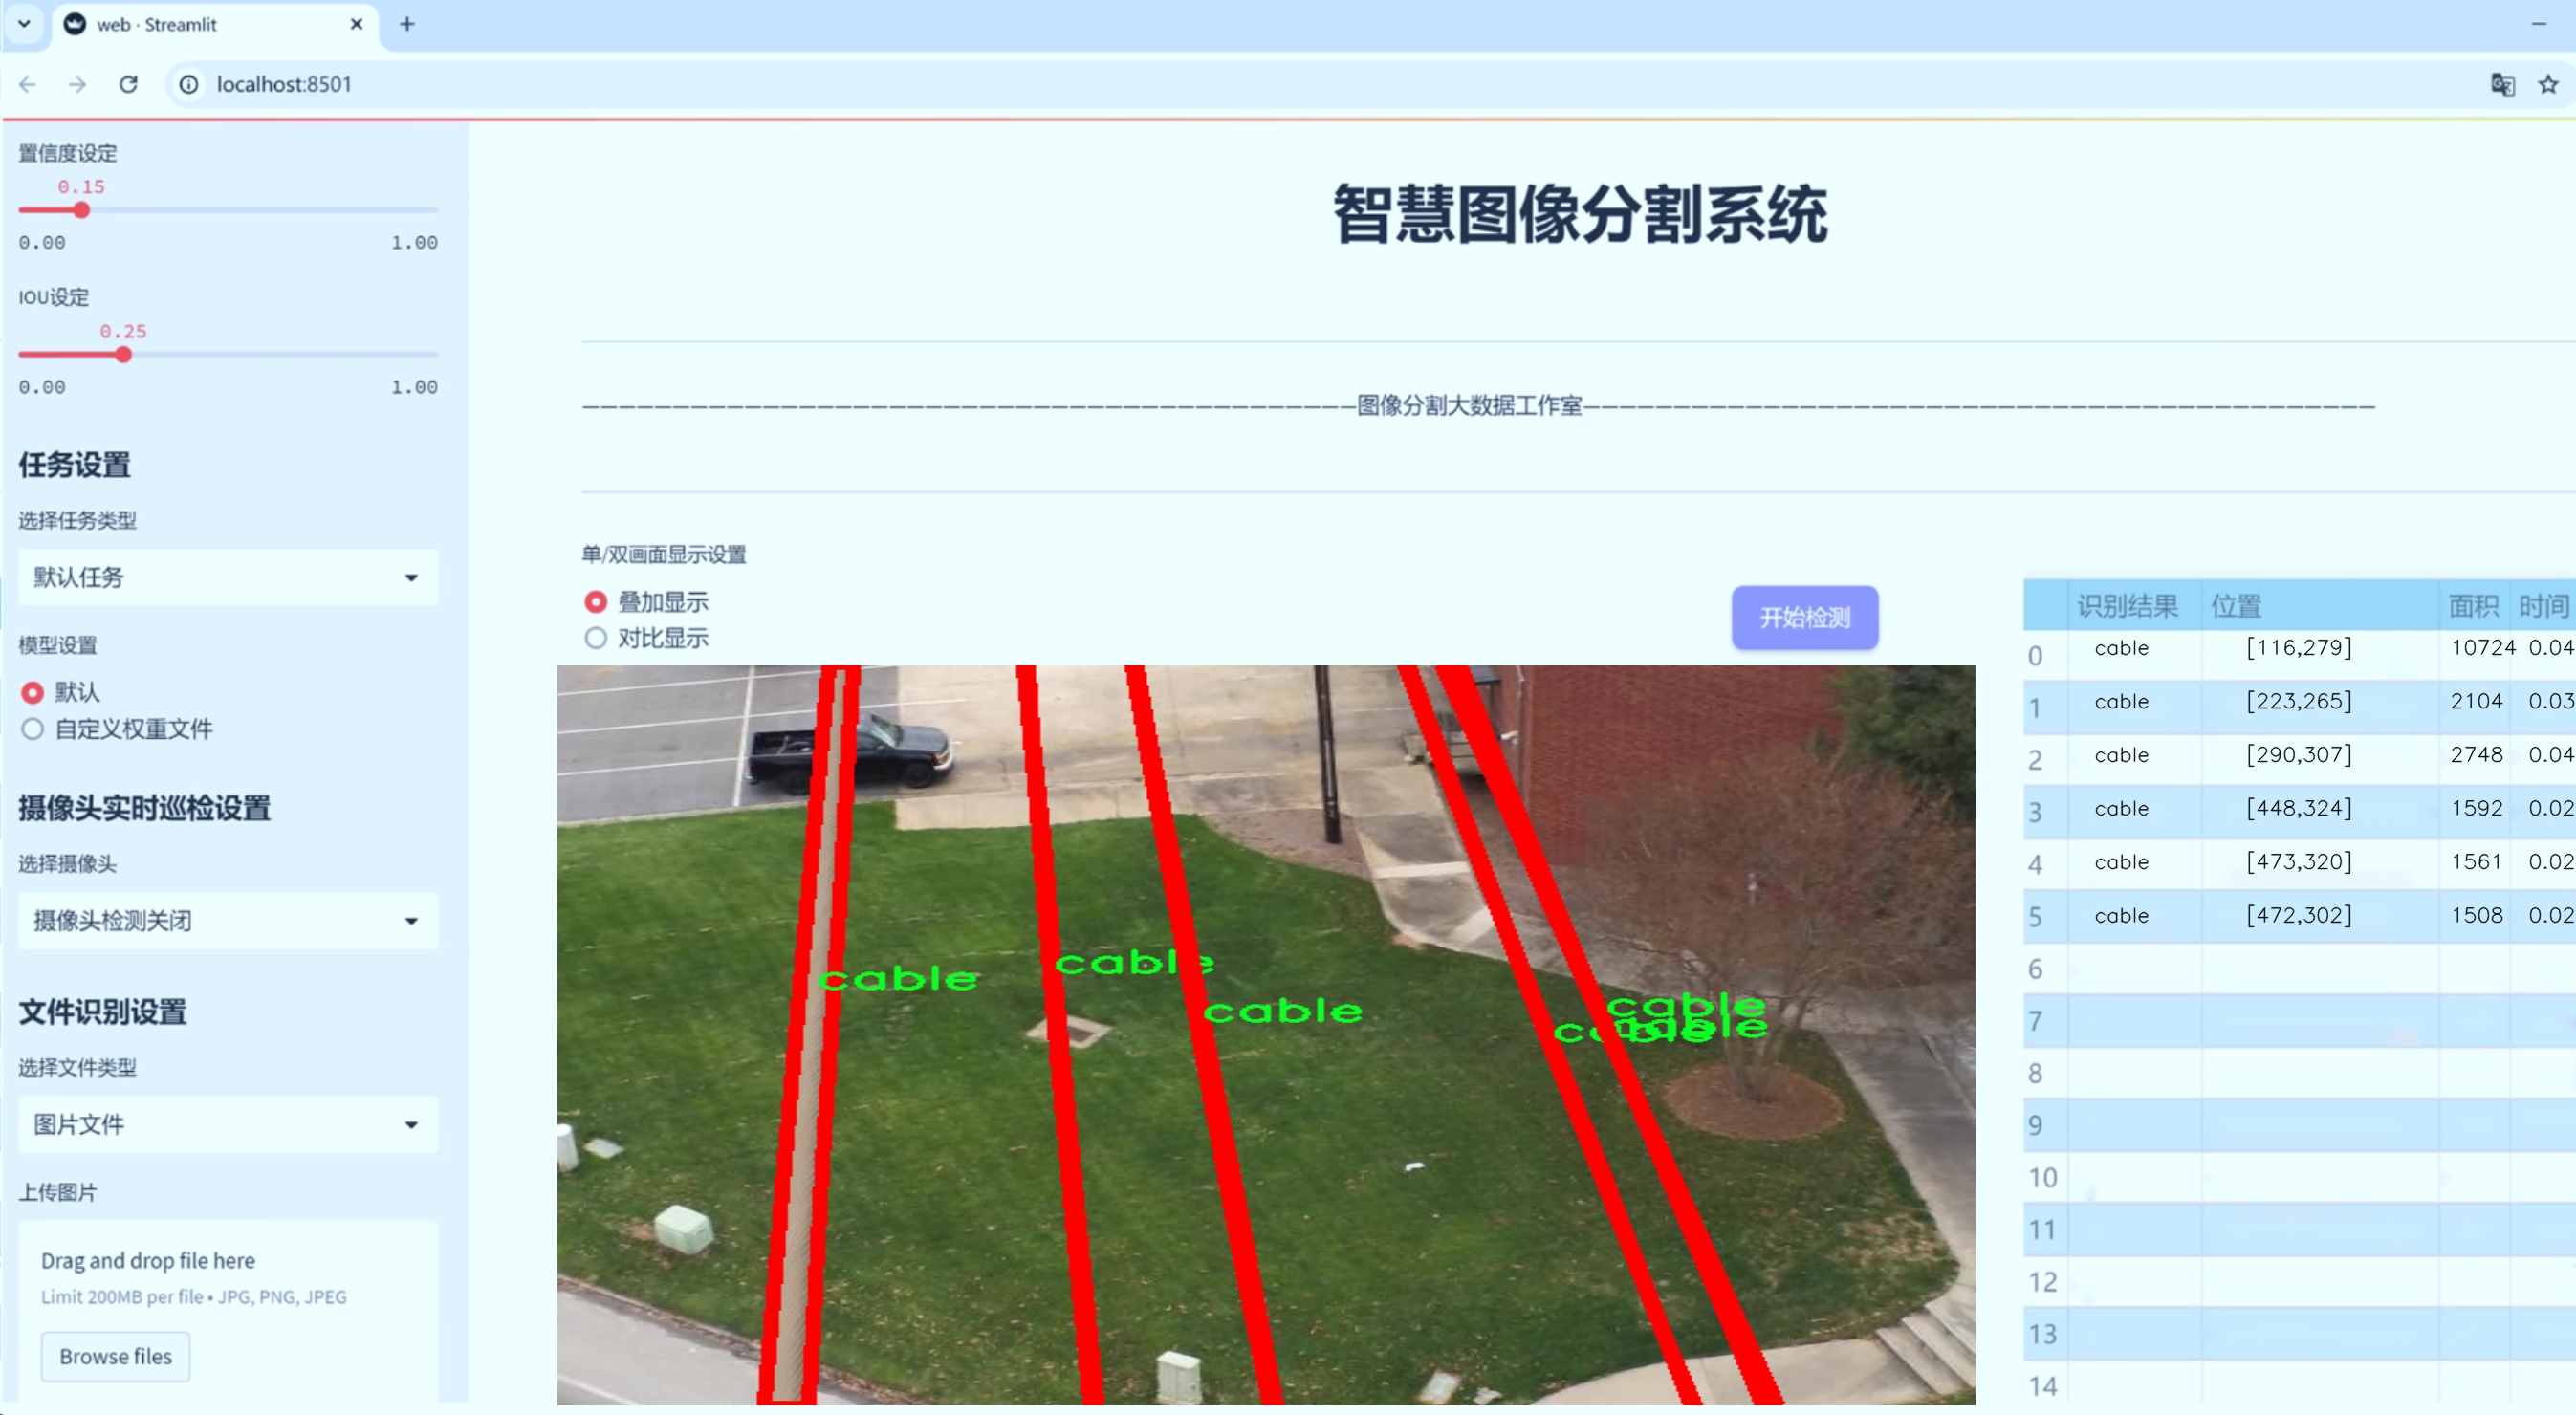 web · Streamlit
localhost:8501
置信度设定
0.15
0.00 1.00
IOU设定
0.25
0.00 1.00
任务设置
选择任务类型
默认任务
模型设置
默认
自定义权重文件
摄像头实时巡检设置
选择摄像头
摄像头检测关闭
文件识别设置
选择文件类型
图片文件
上传图片
Drag and drop file here
Limit 200MB per file • JPG, PNG, JPEG
Browse files
智慧图像分割系统
———————————————————————————————————————————图像分割大数据工作室————————————————————————————————————————————
单/双画面显示设置
叠加显示
对比显示
开始检测
cable
cable
cable
cable
cable
cable
识别结果 位置 面积 时间
0 cable [116,279] 10724 0.04
1 cable [223,265] 2104 0.03
2 cable [290,307] 2748 0.04
3 cable [448,324] 1592 0.02
4 cable [473,320] 1561 0.02
5 cable [472,302] 1508 0.02
6
7
8
9
10
11
12
13
14